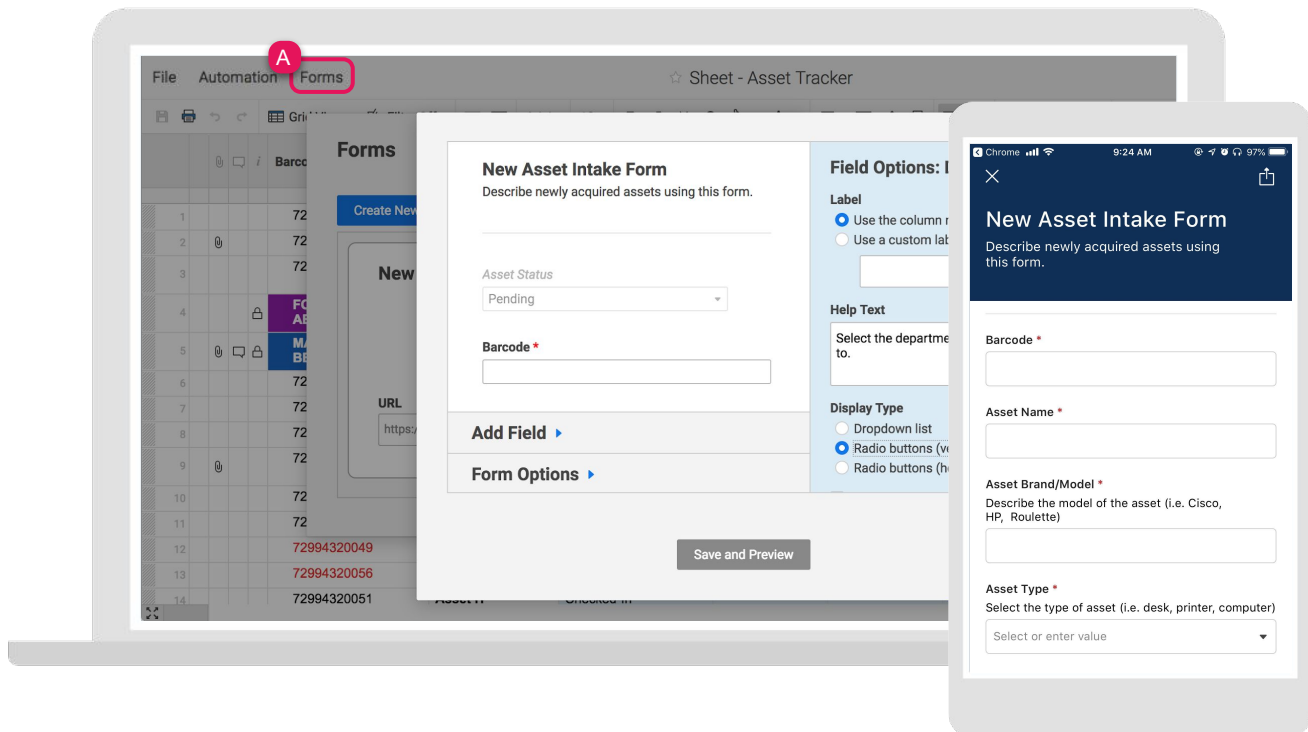 A
File Automation Forms
Sheet - Asset Tracker
Forms
Create New
New
URL
https:/
1 72
2 72
3 72
4
5
6 72
7 72
8 72
9 72
10 72
11 72
12 72994320049
13 72994320056
14 72994320051
New Asset Intake Form
Describe newly acquired assets using this form.
Asset Status
Pending
Barcode *
Add Field
Form Options
Save and Preview
Field Options:
Label
Use the column
Use a custom
Help Text
Select the
to.
Display Type
Dropdown list
Radio buttons
Radio buttons
Chrome 9:24 AM 97%
New Asset Intake Form
Describe newly acquired assets using
this form.
Barcode *
Asset Name *
Asset Brand/Model *
Describe the model of the asset (i.e. Cisco,
HP, Roulette)
Asset Type *
Select the type of asset (i.e. desk, printer, computer)
Select or enter value